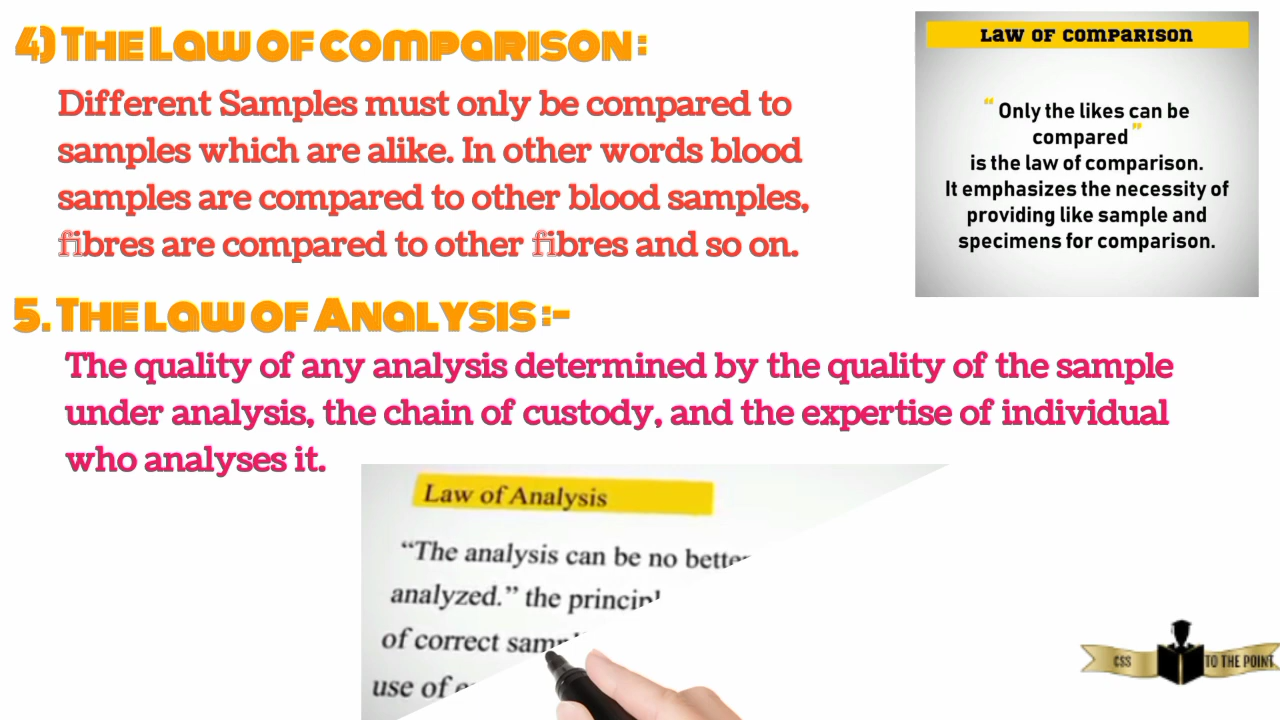 4) The Law of comparison :
Different Samples must only be compared to
samples which are alike. In other words blood
samples are compared to other blood samples,
fibres are compared to other fibres and so on.
LAW OF COMPARISON
“ Only the likes can be
compared ”
is the law of comparison.
It emphasizes the necessity of
providing like sample and
specimens for comparison.
5. The law of Analysis :-
The quality of any analysis determined by the quality of the sample
under analysis, the chain of custody, and the expertise of individual
who analyses it.
Law of Analysis
“The analysis can be no better
analyzed.” the
of correct
use of
CSS TO THE POINT